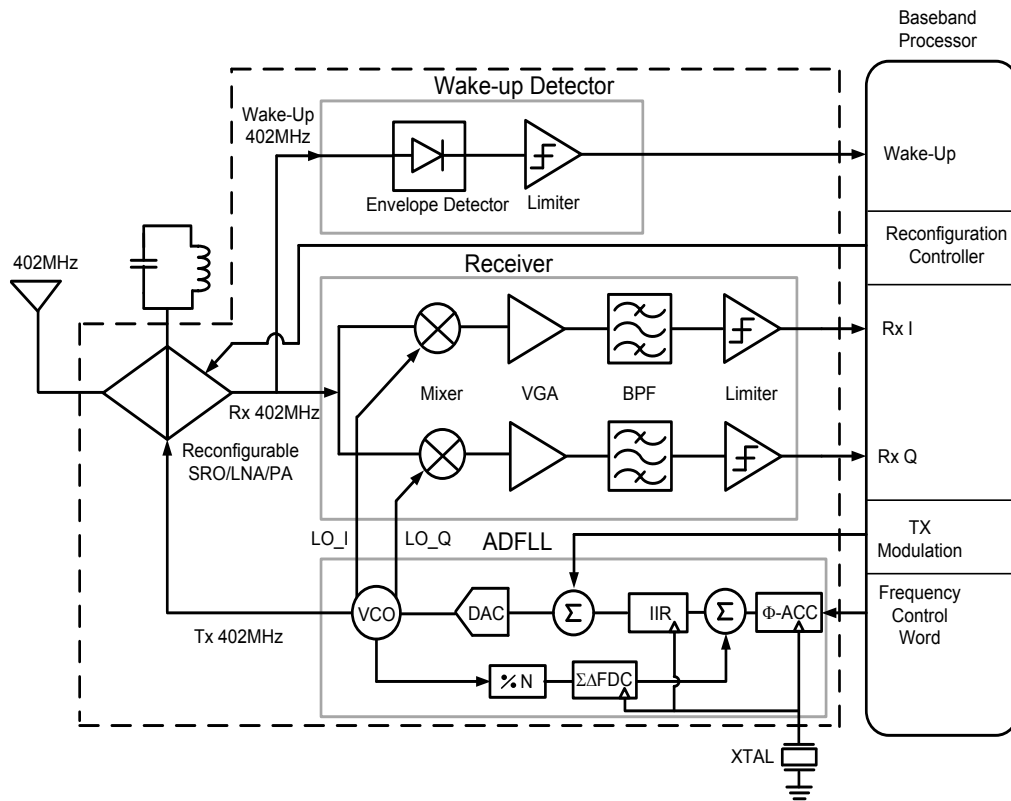 Baseband
Processor
Wake-up Detector
Wake-Up
402MHz
Envelope Detector
Limiter
Wake-Up
Reconfiguration
Controller
402MHz
Receiver
Rx I
Mixer
VGA
BPF
Limiter
Rx 402MHz
Reconfigurable
SRO/LNA/PA
Rx Q
LO_I
LO_Q
ADFLL
TX
Modulation
VCO
DAC
Σ
IIR
Σ
Φ-ACC
Frequency
Control
Word
Tx 402MHz
% N
ΣΔFDC
XTAL